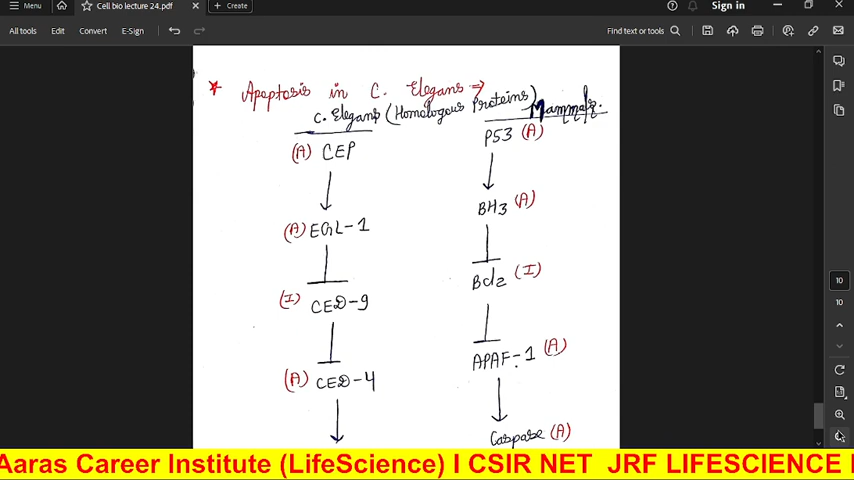 Menu
Cell bio lecture 24.pdf
×
+ Create
Sign in
All tools
Edit
Convert
E-Sign
Find text or tools
Apoptosis in C. Elegans →
C. Elegans (Homologous Proteins) Mammals.
(A) CEP
P53 (A)
(A) EGL-1
BH3 (A)
(I) CED-9
Bcl2 (I)
(A) CED-4
APAF-1 (A)
Caspase (A)
10
10
Aaras Career Institute (LifeScience) I CSIR NET JRF LIFESCIENCE